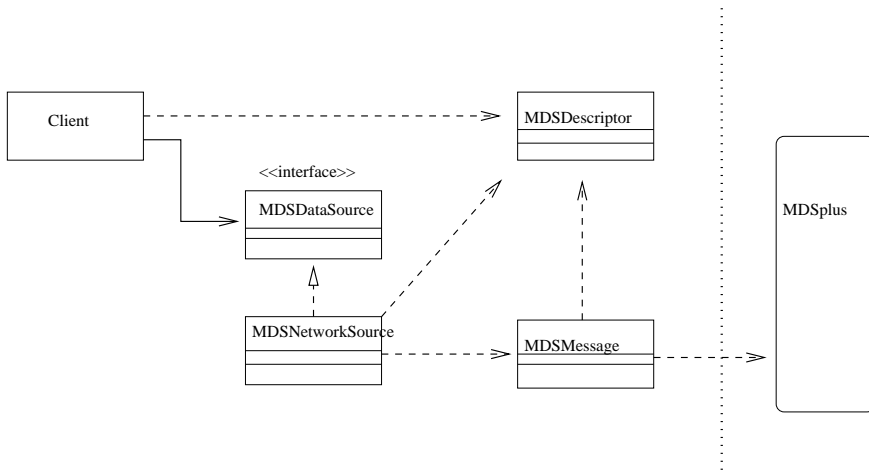 Client
MDSDescriptor
<<interface>>
MDSDataSource
MDSplus
MDSNetworkSource
MDSMessage